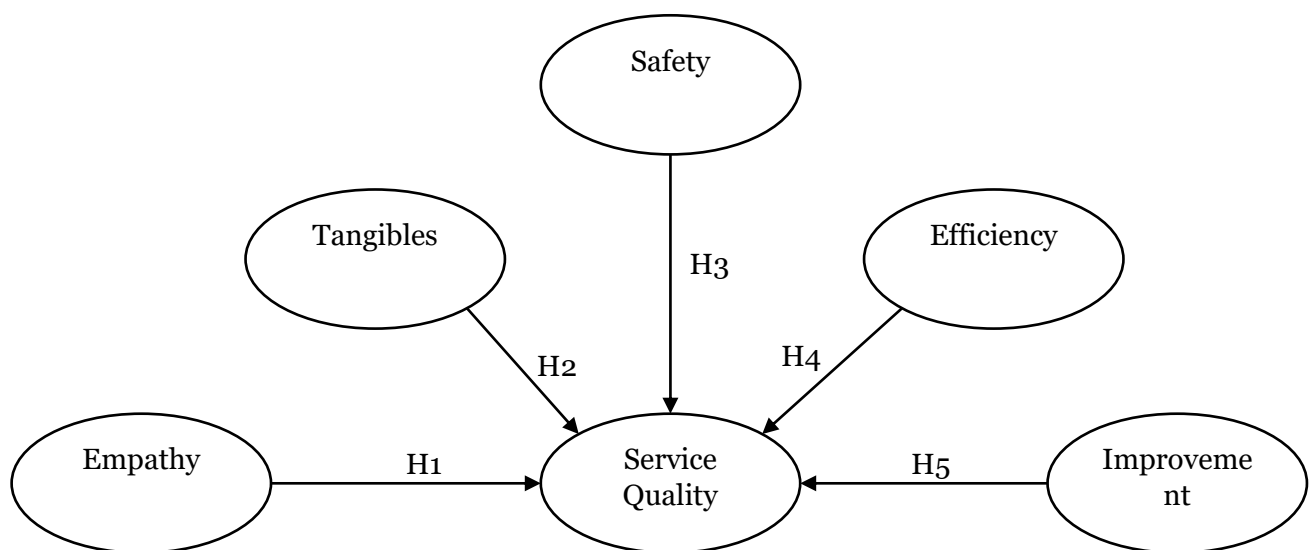 Safety
Tangibles
Efficiency
H3
H2
H4
Empathy
H1
Service
Quality
H5
Improveme
nt